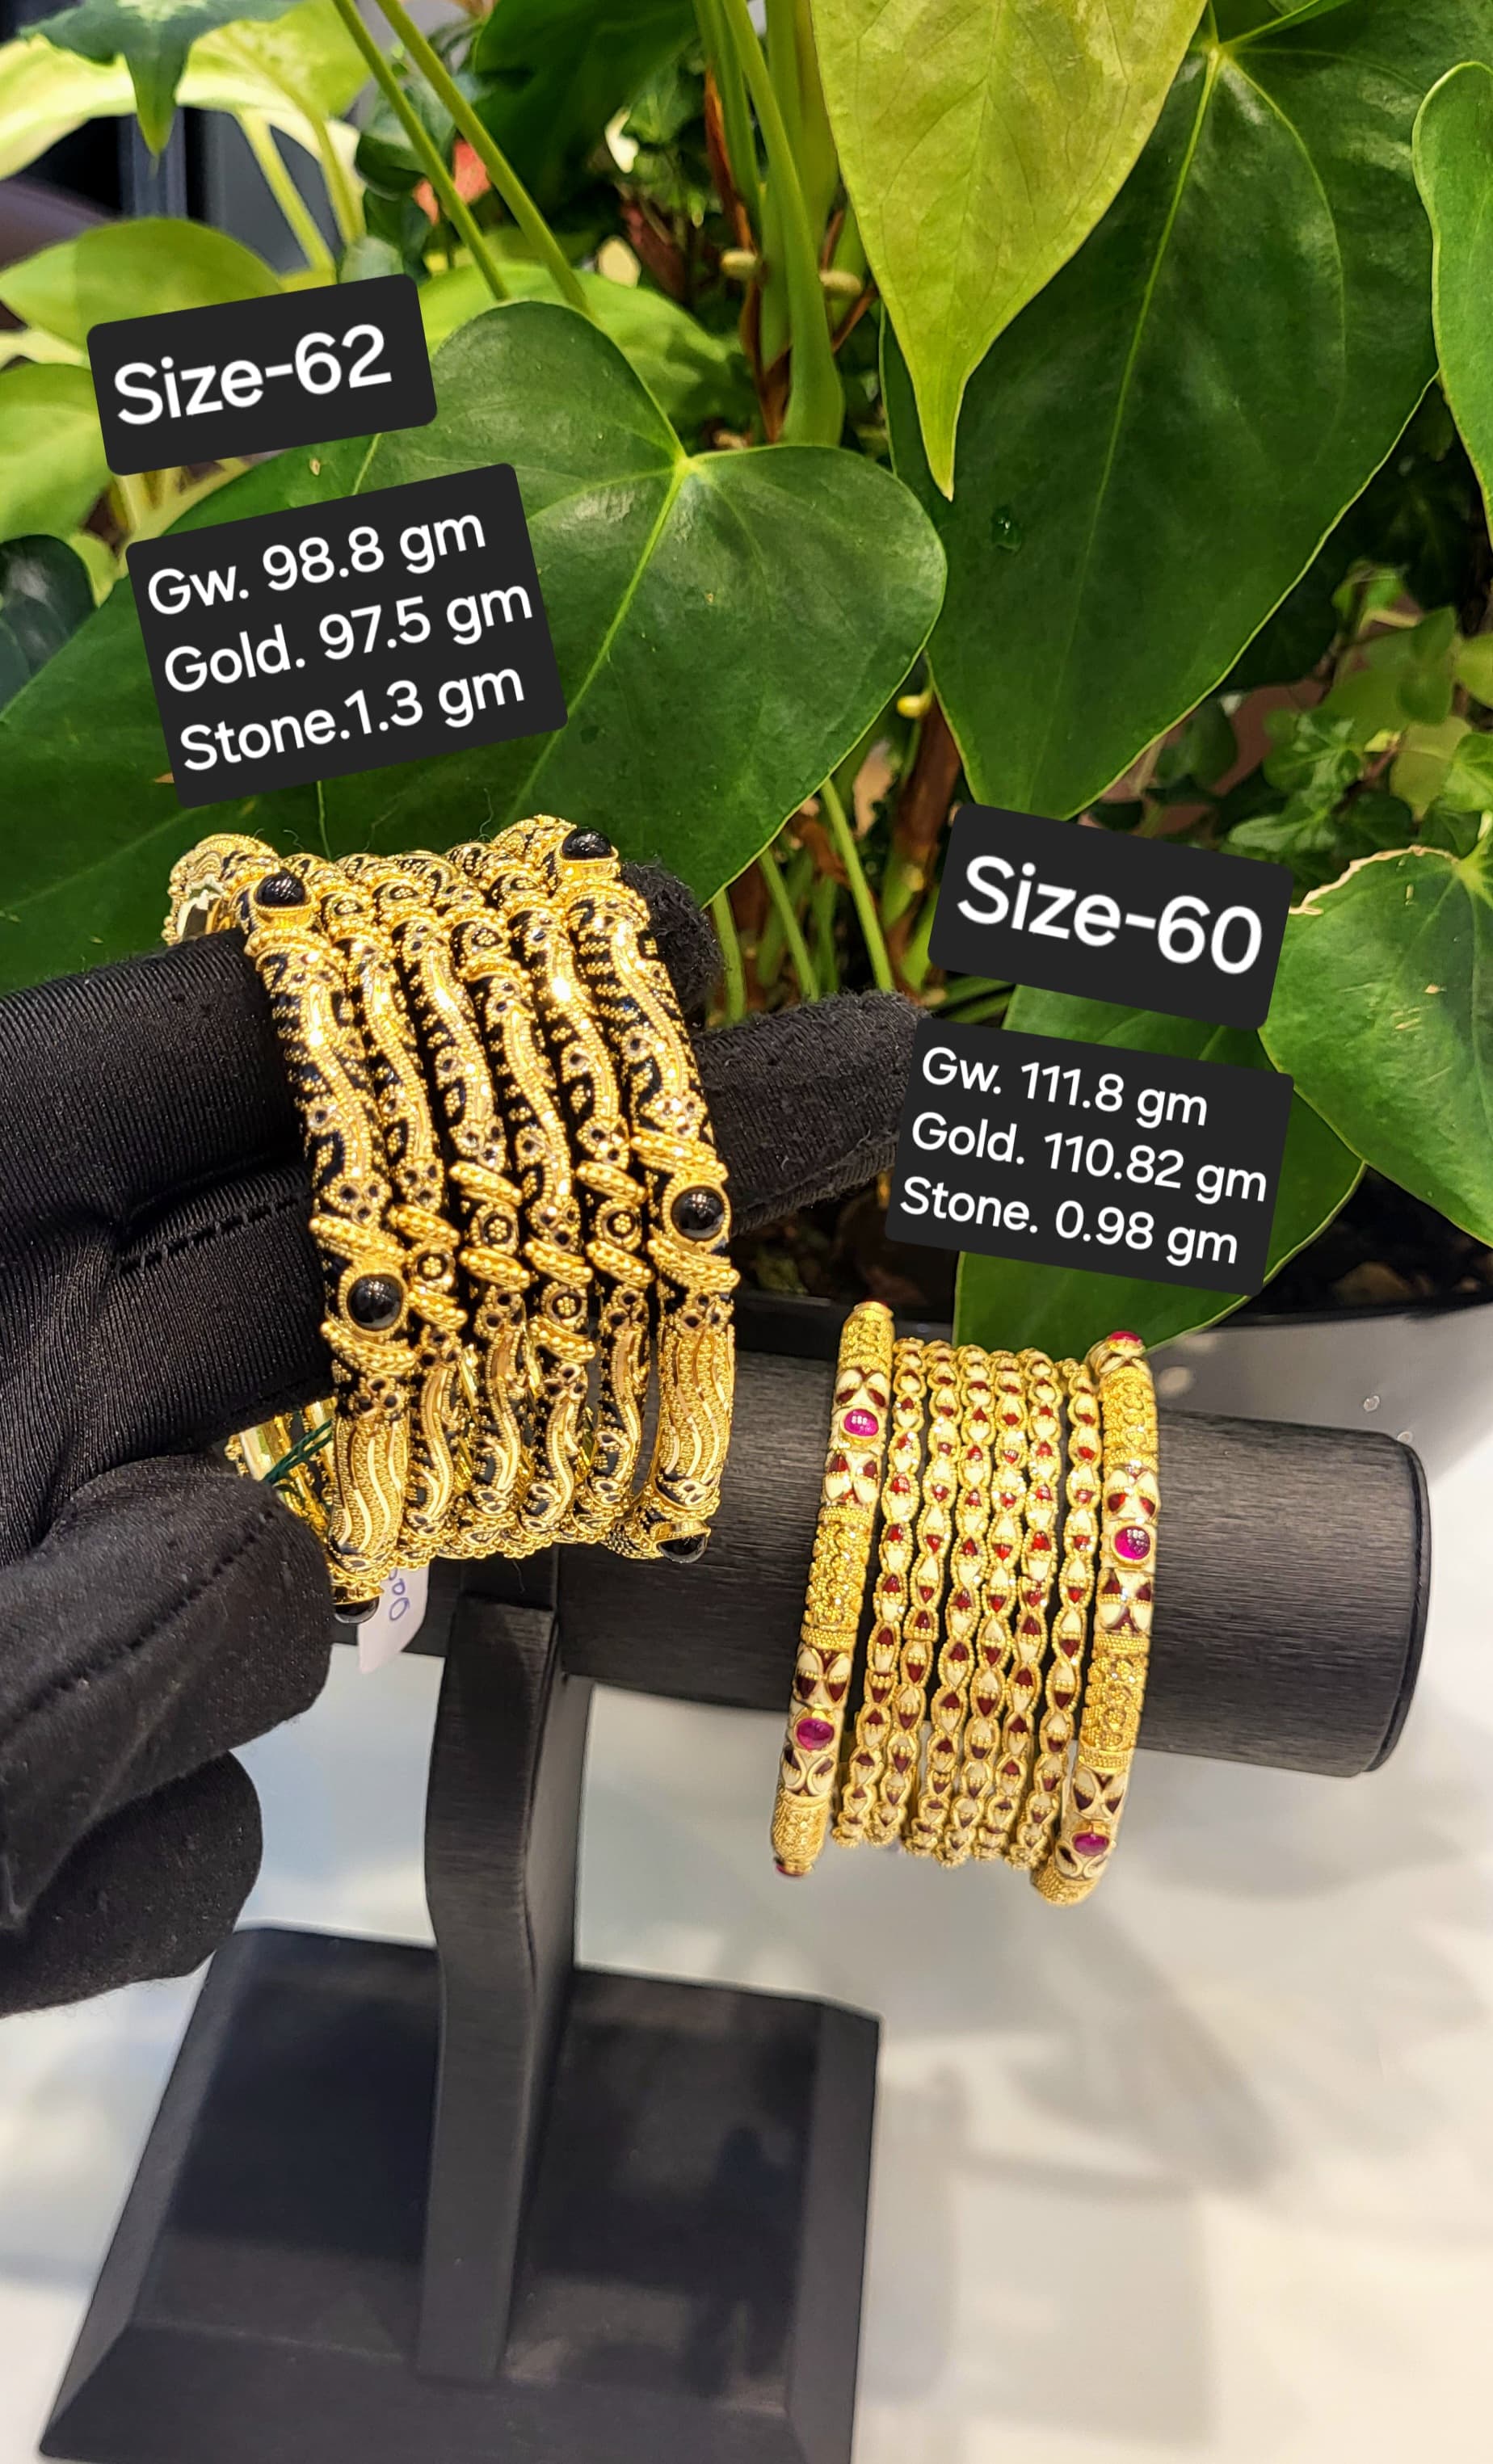 Size-62
Gw. 98.8 gm
Gold. 97.5 gm
Stone.1.3 gm
Size-60
Gw. 111.8 gm
Gold. 110.82 gm
Stone. 0.98 gm